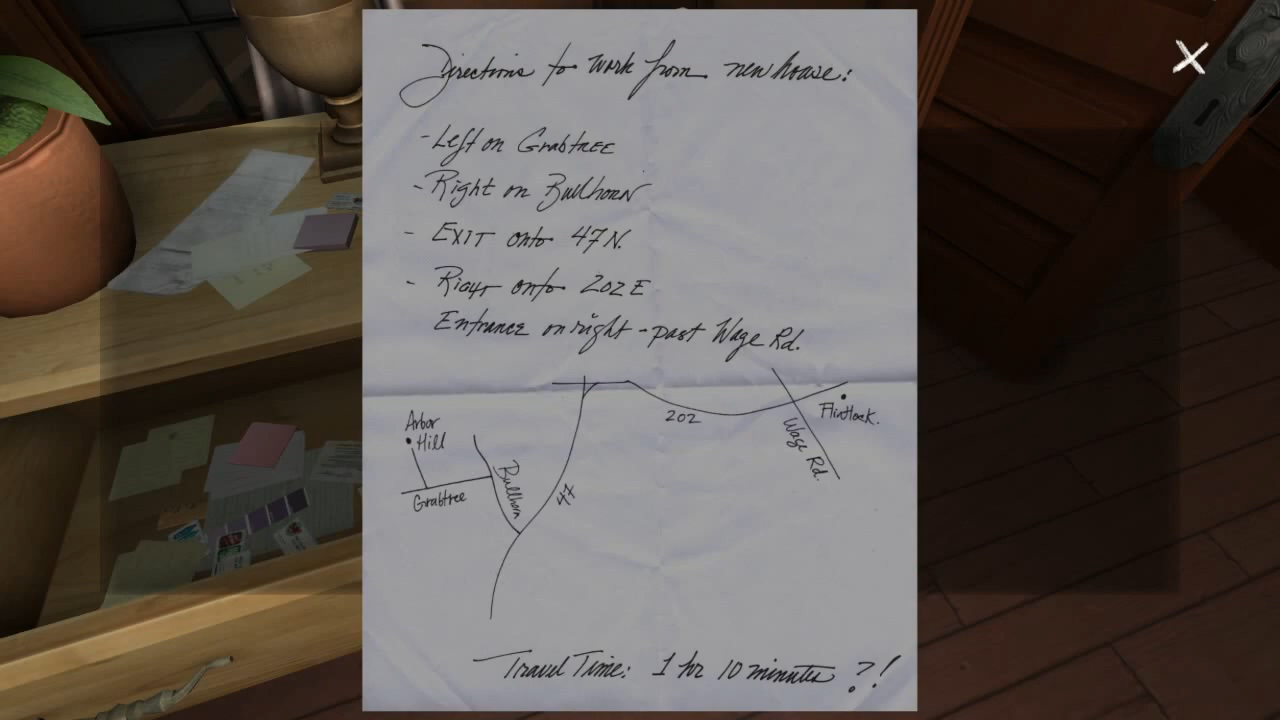 Directions to work from new house:
- Left on Grabtree
- Right on Bullhorn
- Exit onto 47 N.
- Right onto 202 E
Entrance on right - past Wage Rd.
Arbor
Hill
Grabtree
Bullhorn
47
202
Wage Rd.
Flintlock.
Travel Time: 1 hr 10 minutes ?!